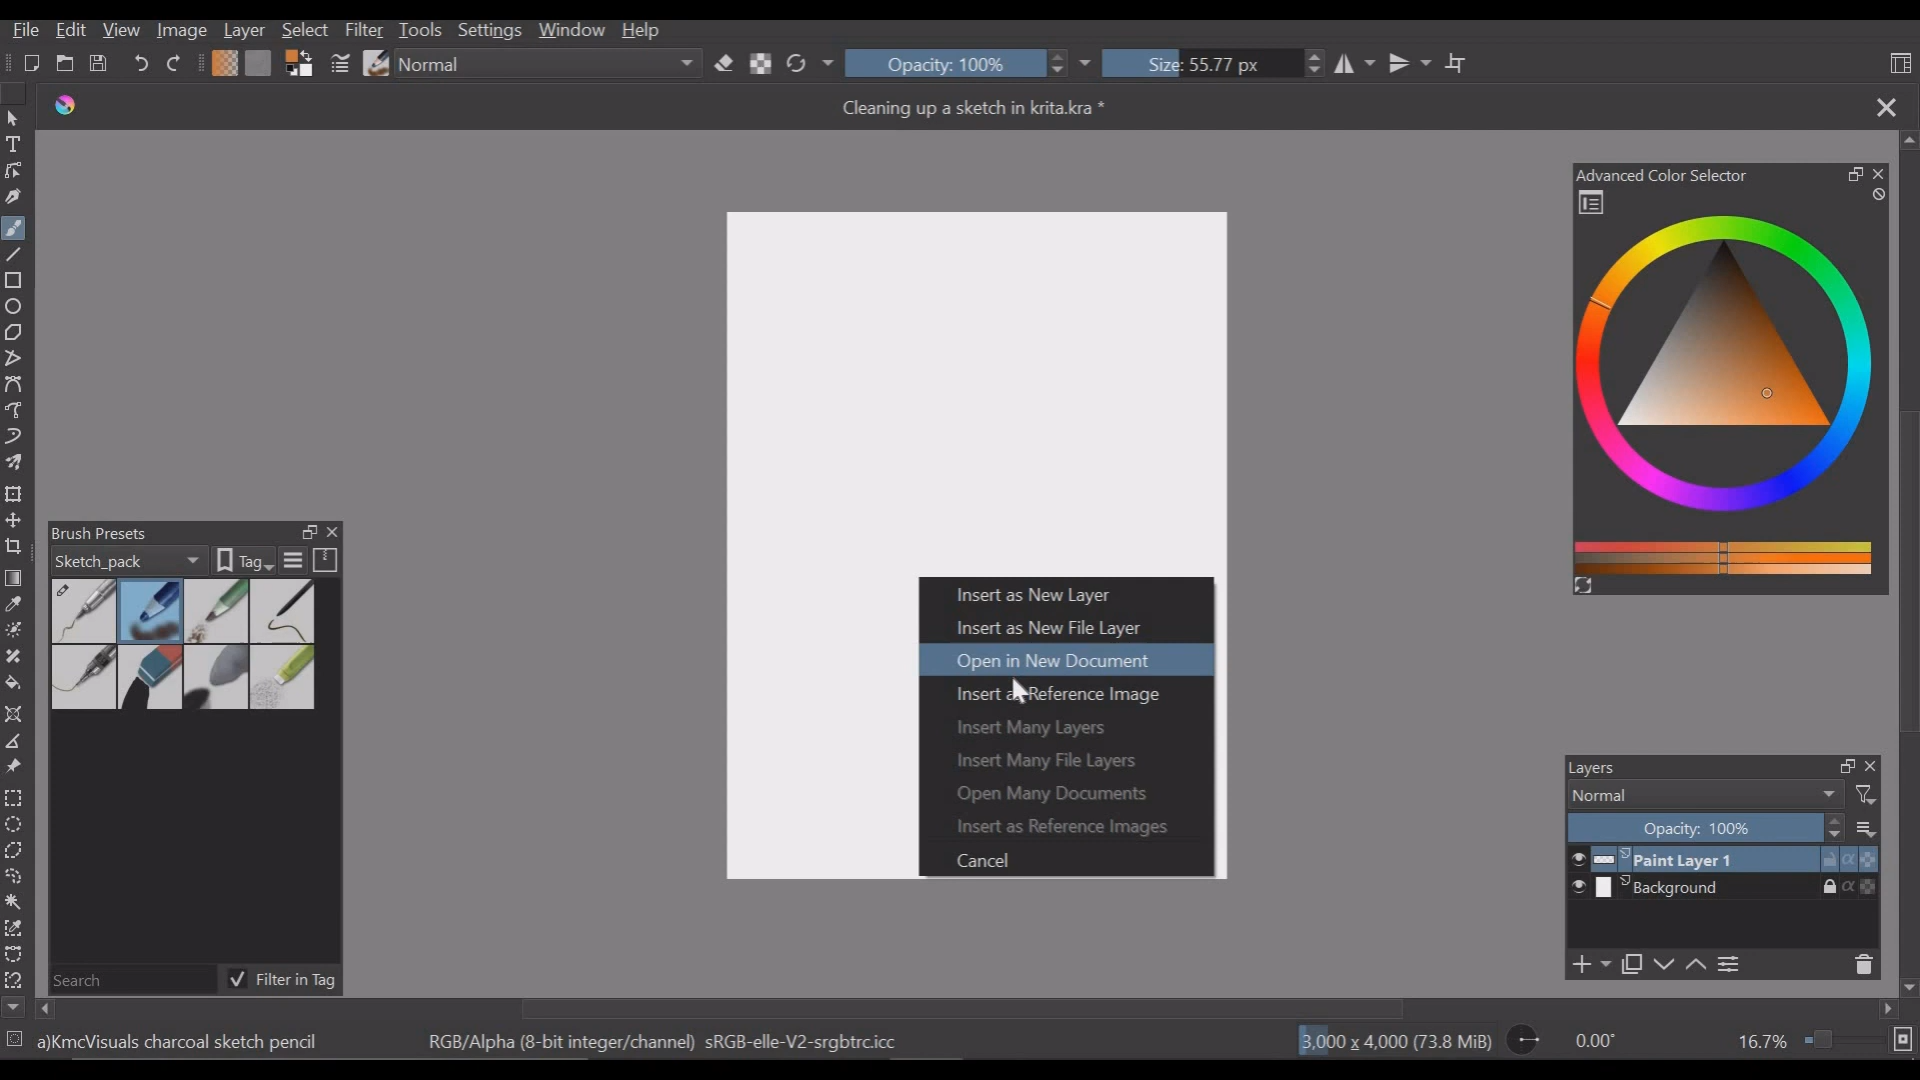 File Edit View Image Layer Select Filter Tools Settings Window Help
Normal Opacity: 100% Size: 55.77 px
Cleaning up a sketch in krita.kra *
Advanced Color Selector
Brush Presets
Sketch_pack Tag
Insert as New Layer
Insert as New File Layer
Open in New Document
Insert as Reference Image
Insert Many Layers
Insert Many File Layers
Open Many Documents
Insert as Reference Images
Cancel
Layers
Normal
Opacity: 100%
Paint Layer 1
Background
Search Filter in Tag
a)KmcVisuals charcoal sketch pencil RGB/Alpha (8-bit integer/channel) sRGB-elle-V2-srgbtrc.icc 3,000 x 4,000 (73.8 MiB) 0.00° 16.7%